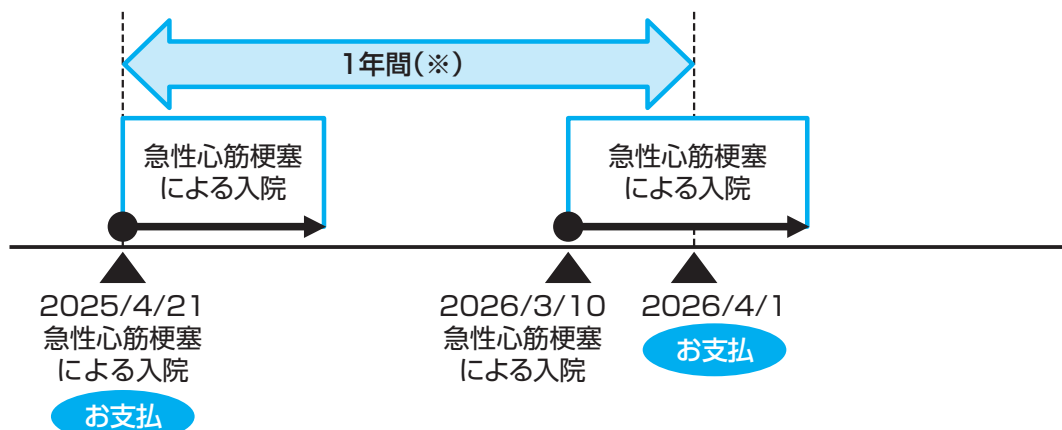 1年間(※)
急性心筋梗塞
による入院
急性心筋梗塞
による入院
2025/4/21
急性心筋梗塞
による入院
お支払
2026/3/10
急性心筋梗塞
による入院
2026/4/1
お支払